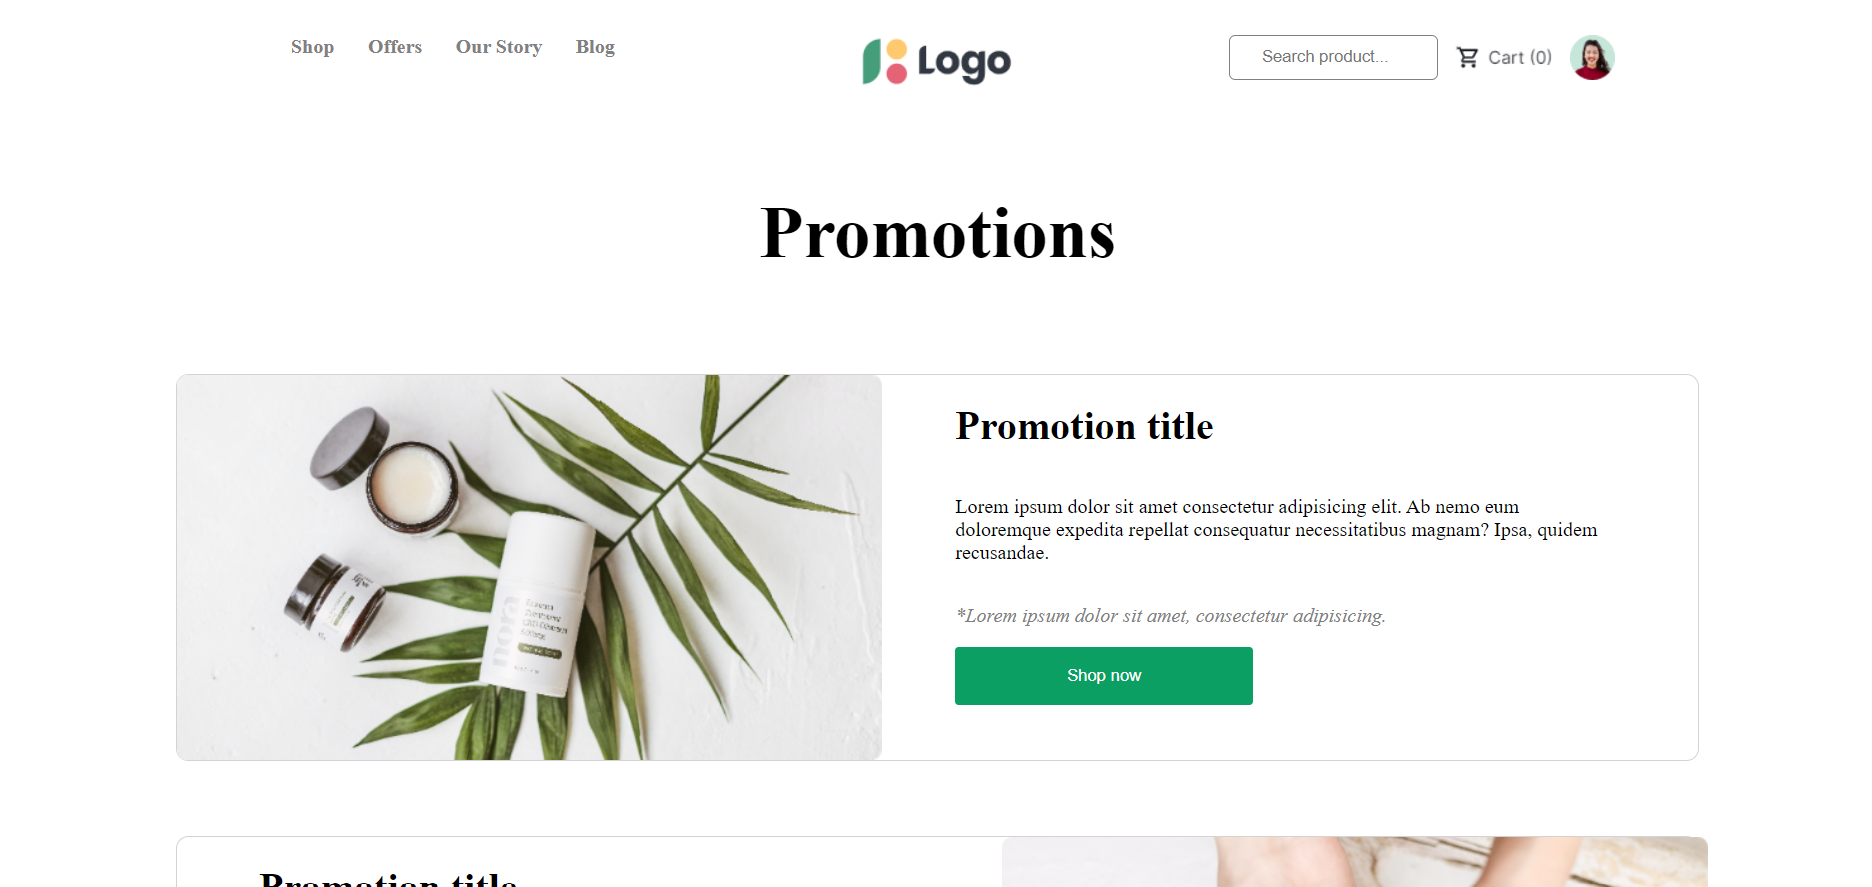 Shop Offers Our Story Blog
Logo
Search product...
Cart (0)
Promotions
Promotion title
Lorem ipsum dolor sit amet consectetur adipisicing elit. Ab nemo eum
doloremque expedita repellat consequatur necessitatibus magnam? Ipsa, quidem
recusandae.
*Lorem ipsum dolor sit amet, consectetur adipisicing.
Shop now
Promotion title